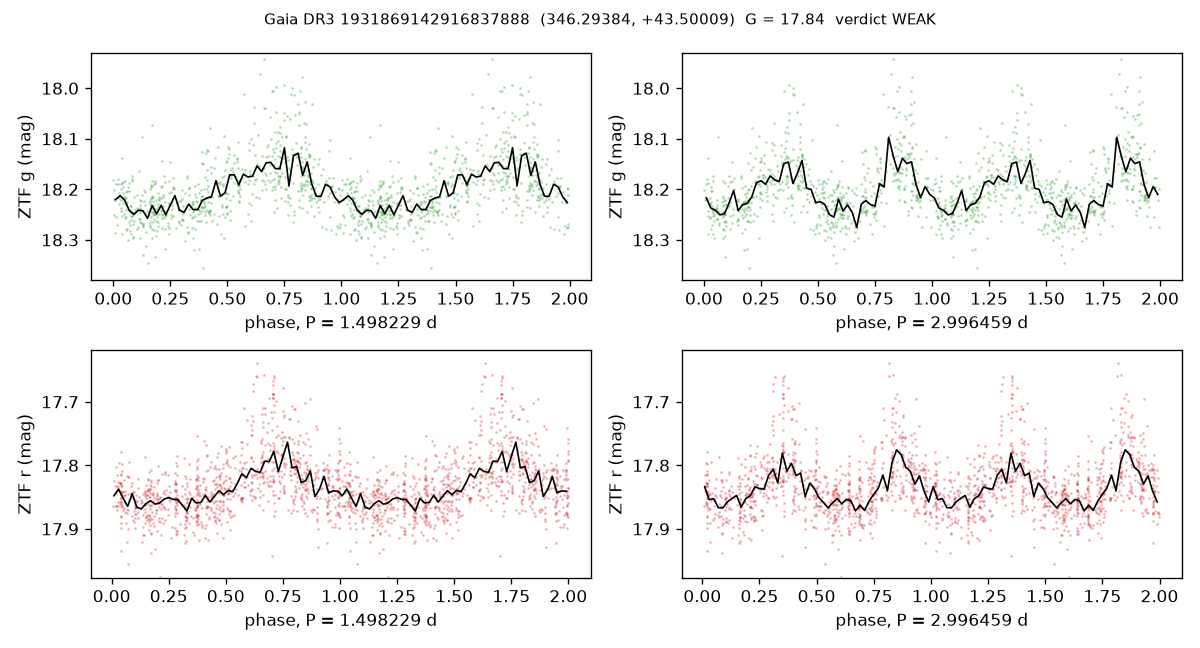 Gaia DR3 1931869142916837888  (346.29384, +43.50009)  G = 17.84  verdict WEAK
ZTF g (mag)
18.0
18.1
18.2
18.3
0.00 0.25 0.50 0.75 1.00 1.25 1.50 1.75 2.00
phase, P = 1.498229 d
ZTF g (mag)
18.0
18.1
18.2
18.3
0.00 0.25 0.50 0.75 1.00 1.25 1.50 1.75 2.00
phase, P = 2.996459 d
ZTF r (mag)
17.7
17.8
17.9
0.00 0.25 0.50 0.75 1.00 1.25 1.50 1.75 2.00
phase, P = 1.498229 d
ZTF r (mag)
17.7
17.8
17.9
0.00 0.25 0.50 0.75 1.00 1.25 1.50 1.75 2.00
phase, P = 2.996459 d